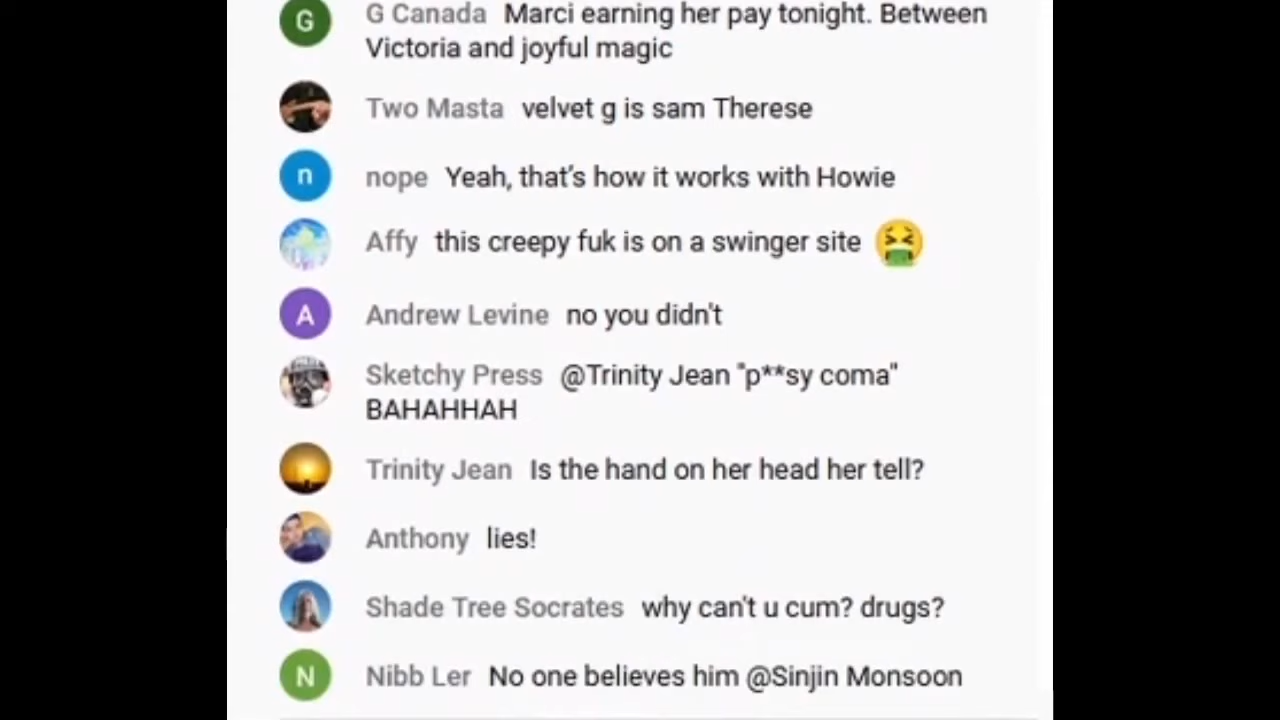 G
G Canada Marci earning her pay tonight. Between
Victoria and joyful magic
Two Masta velvet g is sam Therese
n
nope Yeah, that's how it works with Howie
Affy this creepy fuk is on a swinger site
A
Andrew Levine no you didn't
Sketchy Press @Trinity Jean "p**sy coma"
BAHAHHAH
Trinity Jean Is the hand on her head her tell?
Anthony lies!
Shade Tree Socrates why can't u cum? drugs?
N
Nibb Ler No one believes him @Sinjin Monsoon